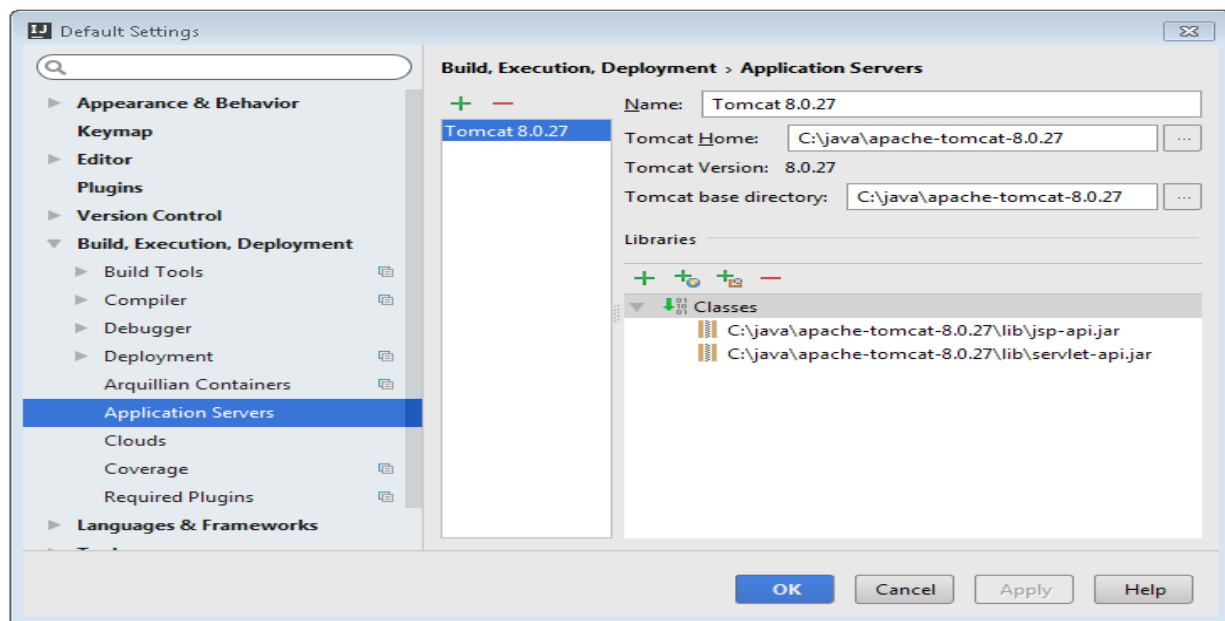 Default Settings
Build, Execution, Deployment › Application Servers
Appearance & Behavior
Keymap
Editor
Plugins
Version Control
Build, Execution, Deployment
Build Tools
Compiler
Debugger
Deployment
Arquillian Containers
Application Servers
Clouds
Coverage
Required Plugins
Languages & Frameworks
Tomcat 8.0.27
Name: Tomcat 8.0.27
Tomcat Home: C:\java\apache-tomcat-8.0.27 ...
Tomcat Version: 8.0.27
Tomcat base directory: C:\java\apache-tomcat-8.0.27 ...
Libraries
Classes
C:\java\apache-tomcat-8.0.27\lib\jsp-api.jar
C:\java\apache-tomcat-8.0.27\lib\servlet-api.jar
OK Cancel Apply Help